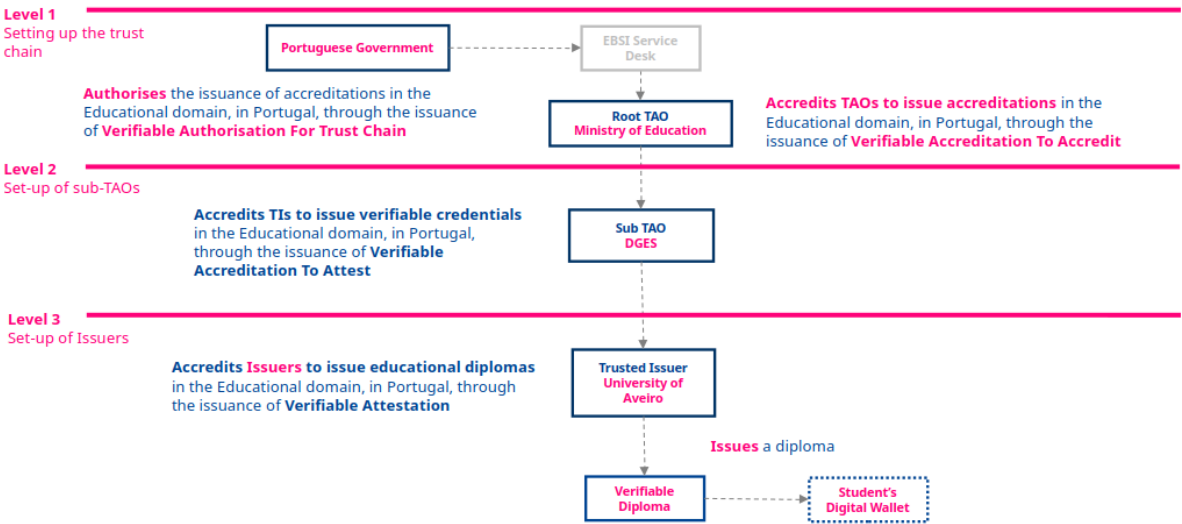 Level 1
Setting up the trust
chain
Portuguese Government
EBSI Service
Desk
Authorises the issuance of accreditations in the
Educational domain, in Portugal, through the issuance
of Verifiable Authorisation For Trust Chain
Root TAO
Ministry of Education
Accredits TAOs to issue accreditations in the
Educational domain, in Portugal, through the
issuance of Verifiable Accreditation To Accredit
Level 2
Set-up of sub-TAOs
Accredits TIs to issue verifiable credentials
in the Educational domain, in Portugal,
through the issuance of Verifiable
Accreditation To Attest
Sub TAO
DGES
Level 3
Set-up of Issuers
Accredits Issuers to issue educational diplomas
in the Educational domain, in Portugal, through
the issuance of Verifiable Attestation
Trusted Issuer
University of
Aveiro
Issues a diploma
Verifiable
Diploma
Student's
Digital Wallet